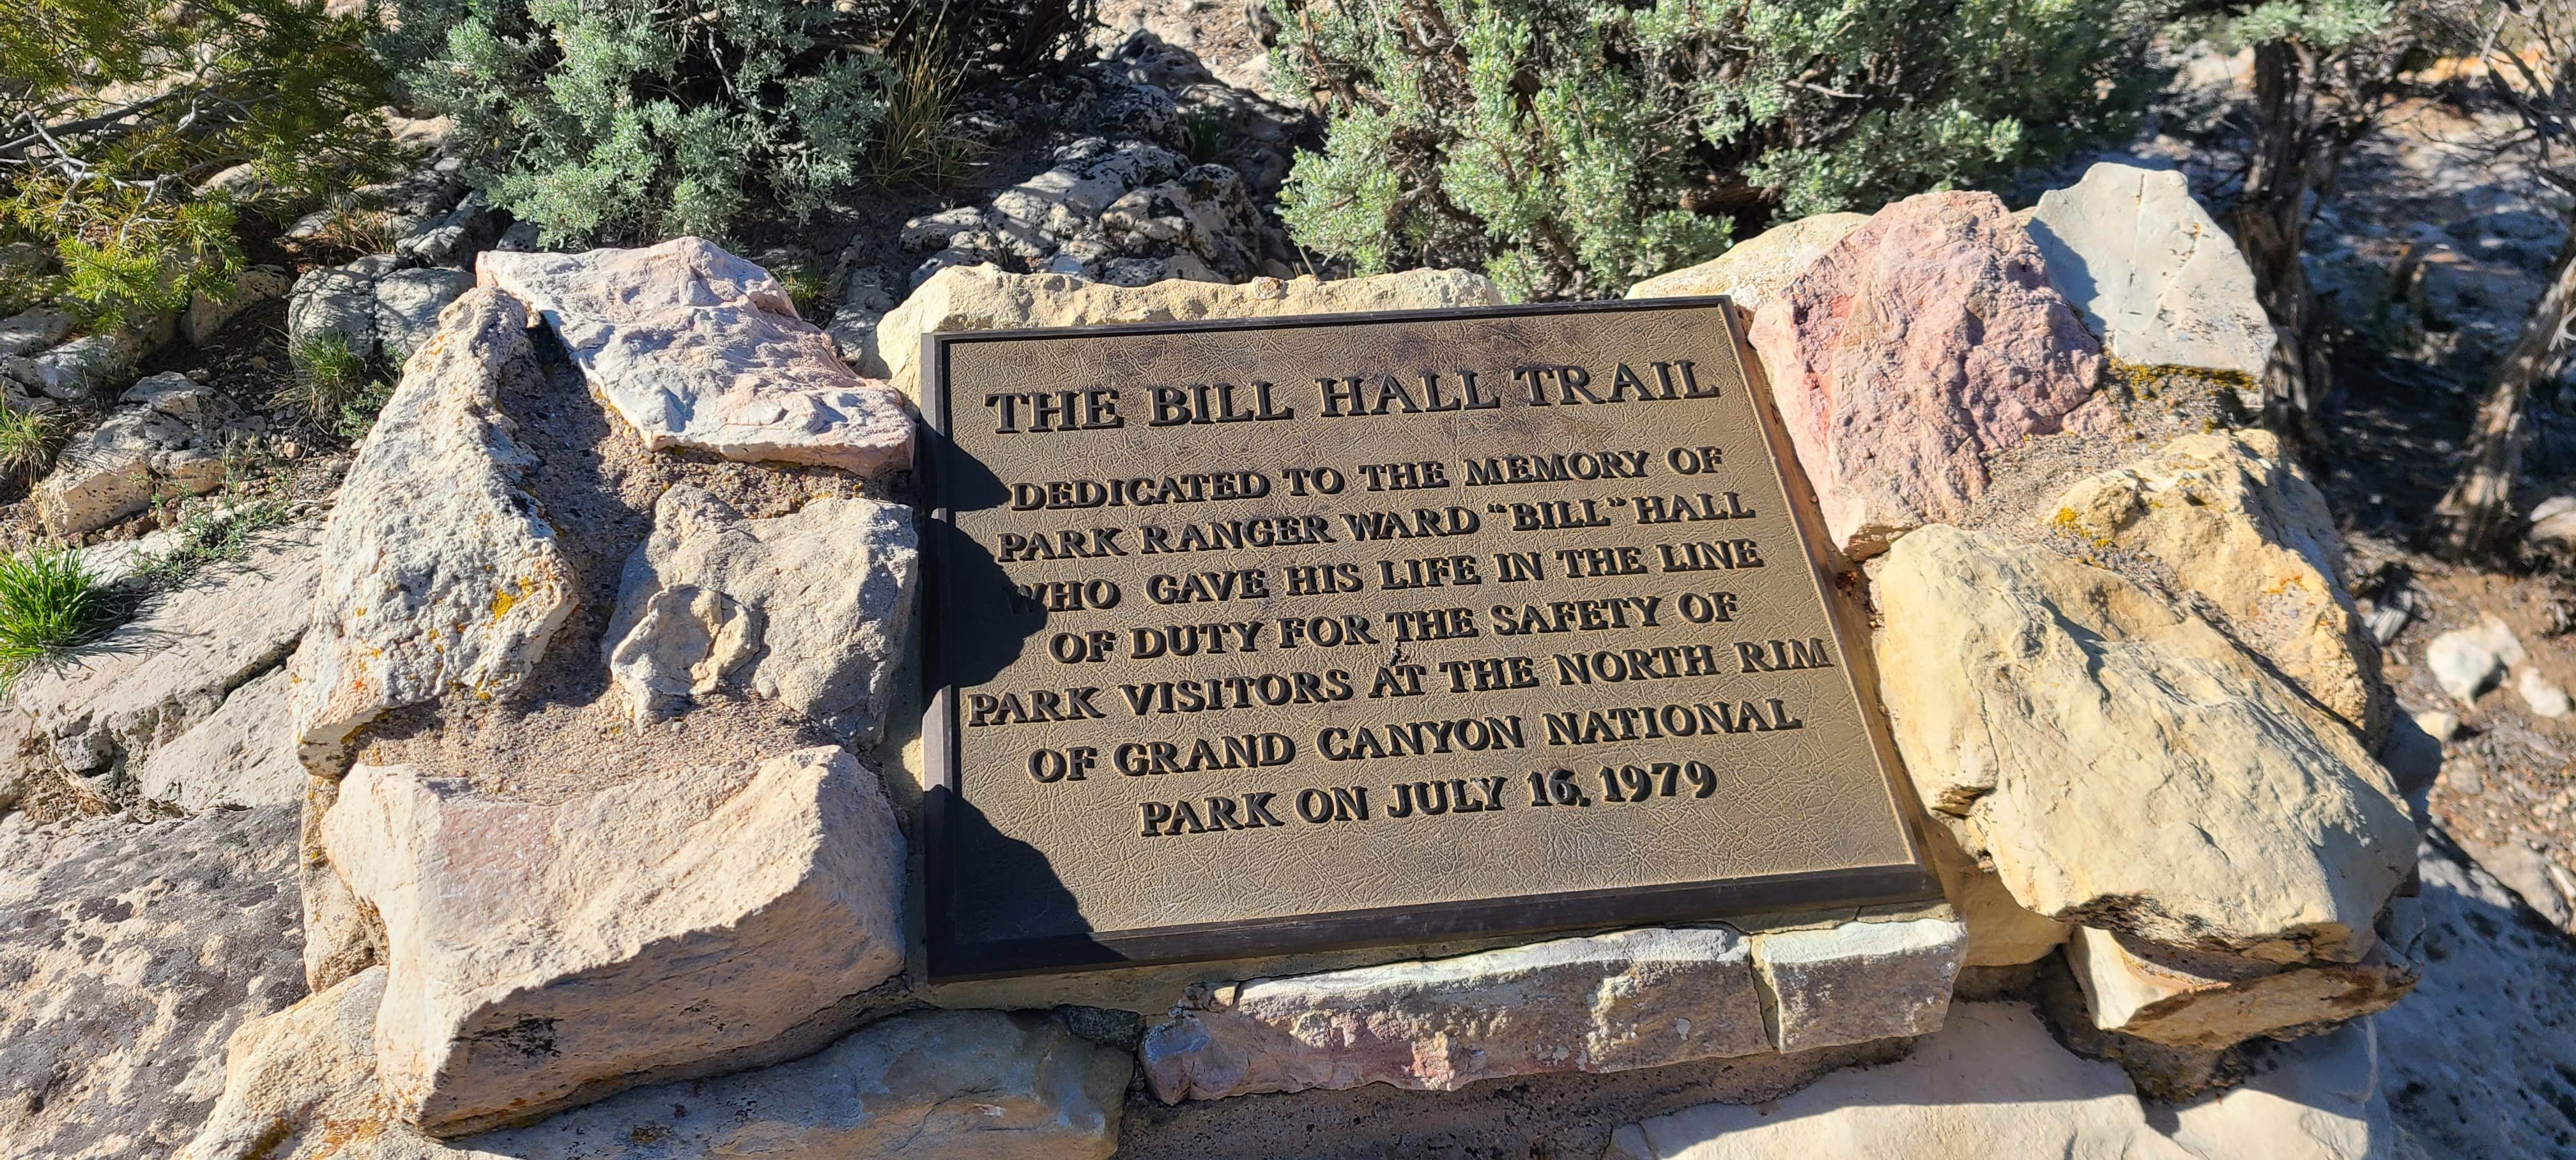 THE BILL HALL TRAIL
DEDICATED TO THE MEMORY OF
PARK RANGER WARD "BILL" HALL
WHO GAVE HIS LIFE IN THE LINE
OF DUTY FOR THE SAFETY OF
PARK VISITORS AT THE NORTH RIM
OF GRAND CANYON NATIONAL
PARK ON JULY 16, 1979